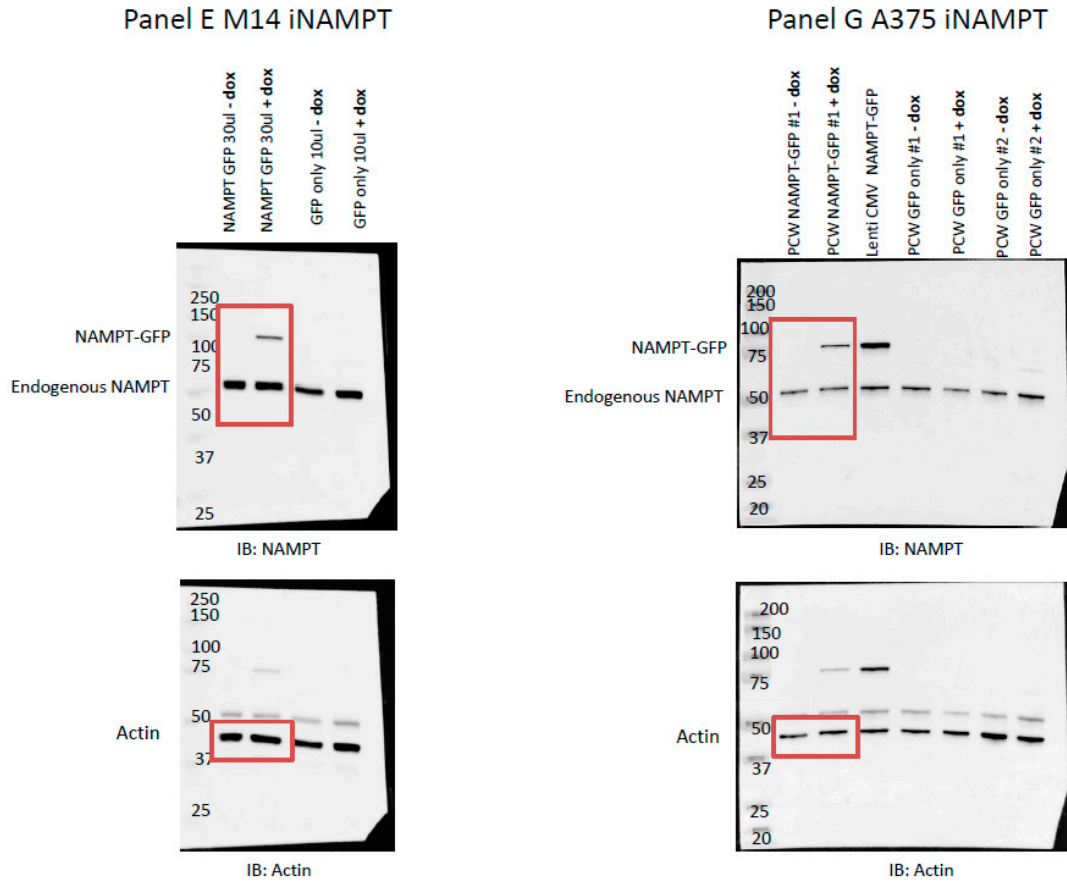 Panel E M14 iNAMPT
NAMPT GFP 30ul - dox
NAMPT GFP 30ul + dox
GFP only 10ul - dox
GFP only 10ul + dox
250
150
NAMPT-GFP
100
75
Endogenous NAMPT
50
37
25
IB: NAMPT
250
150
100
75
50
Actin
37
25
IB: Actin
Panel G A375 iNAMPT
PCW NAMPT-GFP #1 - dox
PCW NAMPT-GFP #1 + dox
Lenti CMV NAMPT-GFP
PCW GFP only #1 - dox
PCW GFP only #1 + dox
PCW GFP only #2 - dox
PCW GFP only #2 + dox
200
150
100
NAMPT-GFP
75
Endogenous NAMPT
50
37
25
20
IB: NAMPT
200
150
100
75
50
Actin
37
25
20
IB: Actin